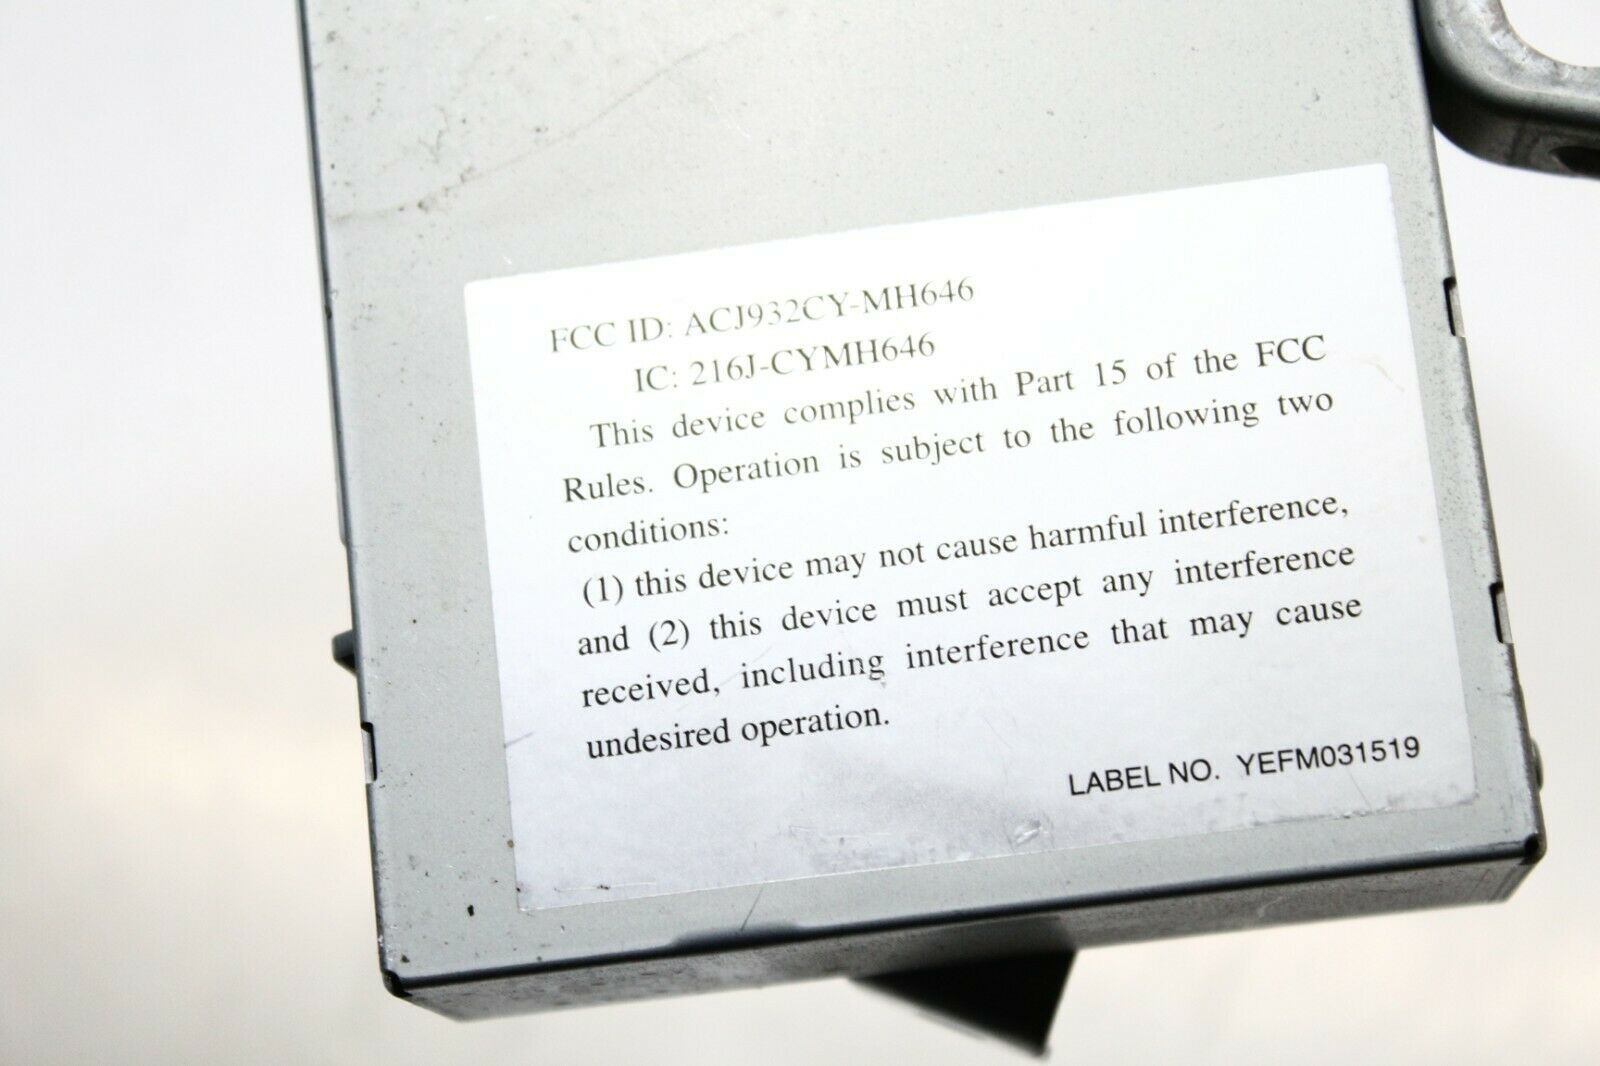 FCC ID: ACJ932CY-MH646
IC: 216J-CYMH646
This device complies with Part 15 of the FCC
Rules. Operation is subject to the following two
conditions:
(1) this device may not cause harmful interference,
and (2) this device must accept any interference
received, including interference that may cause
undesired operation.
LABEL NO. YEFM031519